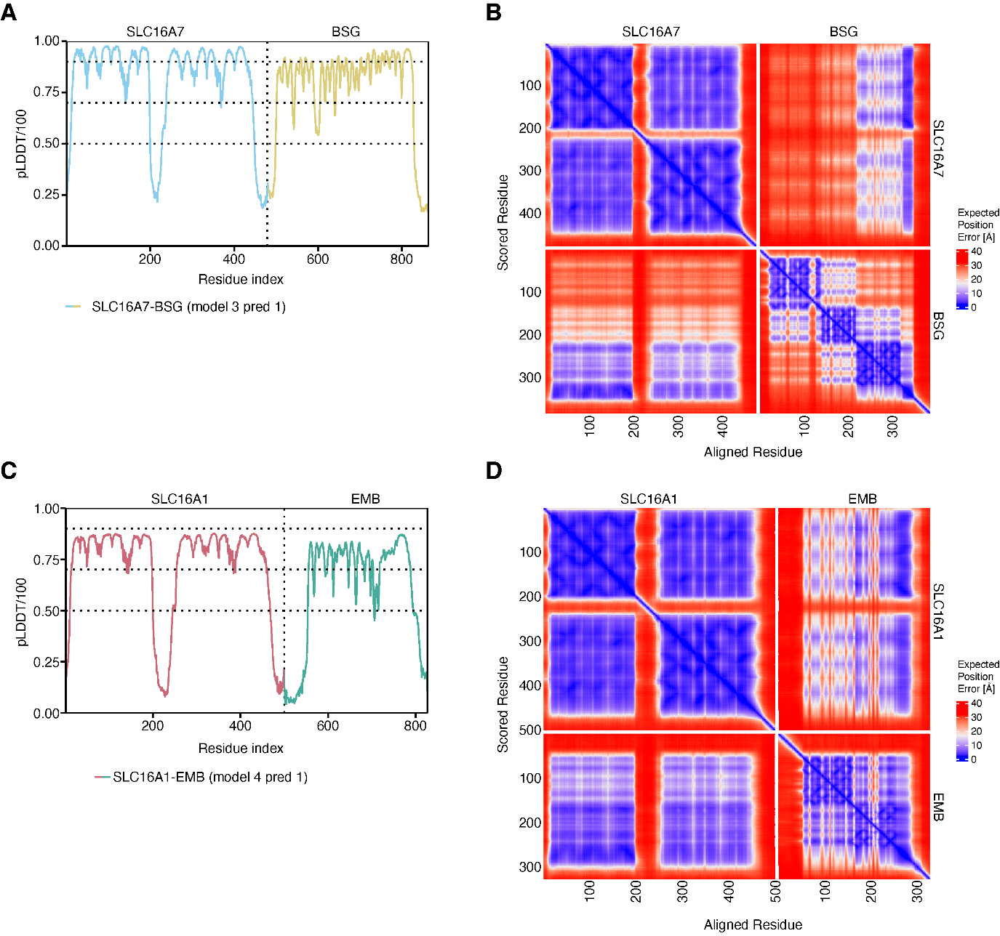 A
SLC16A7
BSG
1.00
0.75
0.50
0.25
0.00
pLDDT/100
200
400
600
800
Residue index
SLC16A7-BSG (model 3 pred 1)
B
SLC16A7
BSG
100
200
300
400
100
200
300
Scored Residue
SLC16A7
BSG
100
200
300
400
100
200
300
Aligned Residue
Expected
Position
Error [Å]
40
30
20
10
0
C
SLC16A1
EMB
1.00
0.75
0.50
0.25
0.00
pLDDT/100
200
400
600
800
Residue index
SLC16A1-EMB (model 4 pred 1)
D
SLC16A1
EMB
100
200
300
400
500
100
200
300
Scored Residue
SLC16A1
EMB
100
200
300
400
500
100
200
300
Aligned Residue
Expected
Position
Error [Å]
40
30
20
10
0